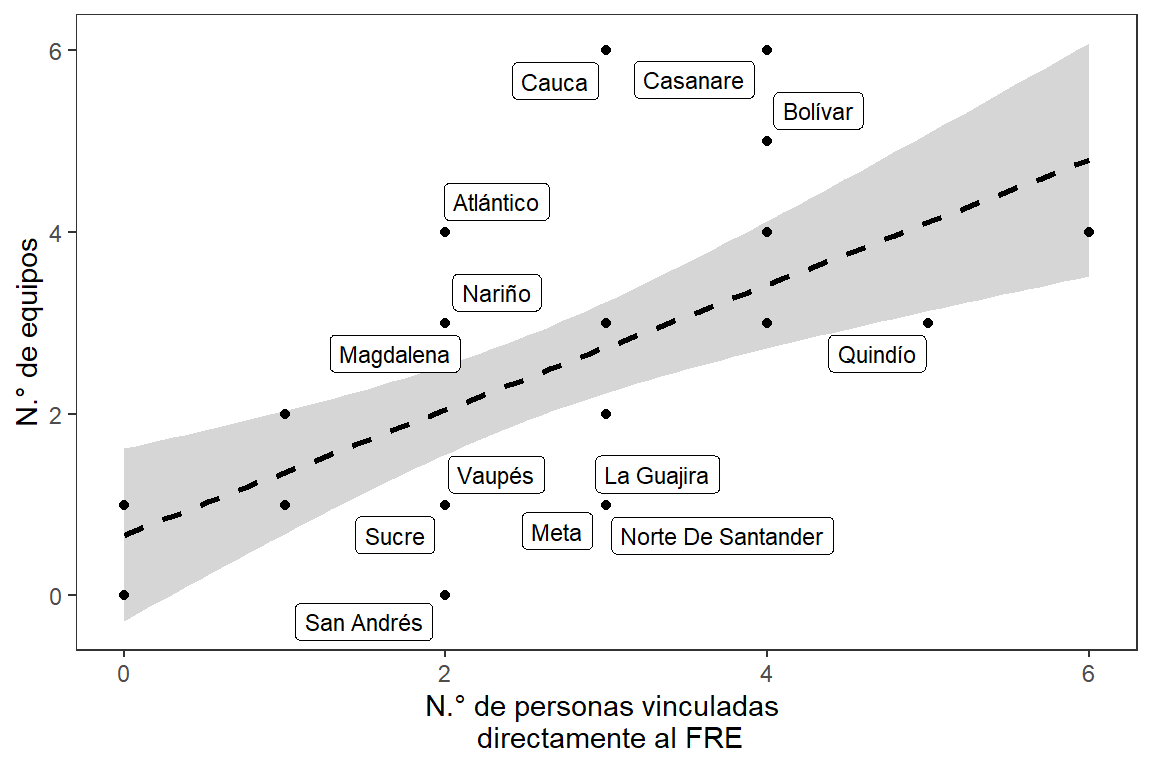 6
Cauca
Casanare
Bolívar
Atlántico
4
Nariño
Magdalena
Quindío
2
Vaupés
La Guajira
Sucre
Meta
Norte De Santander
0
San Andrés
N.° de equipos
0
2
4
6
N.° de personas vinculadas
directamente al FRE